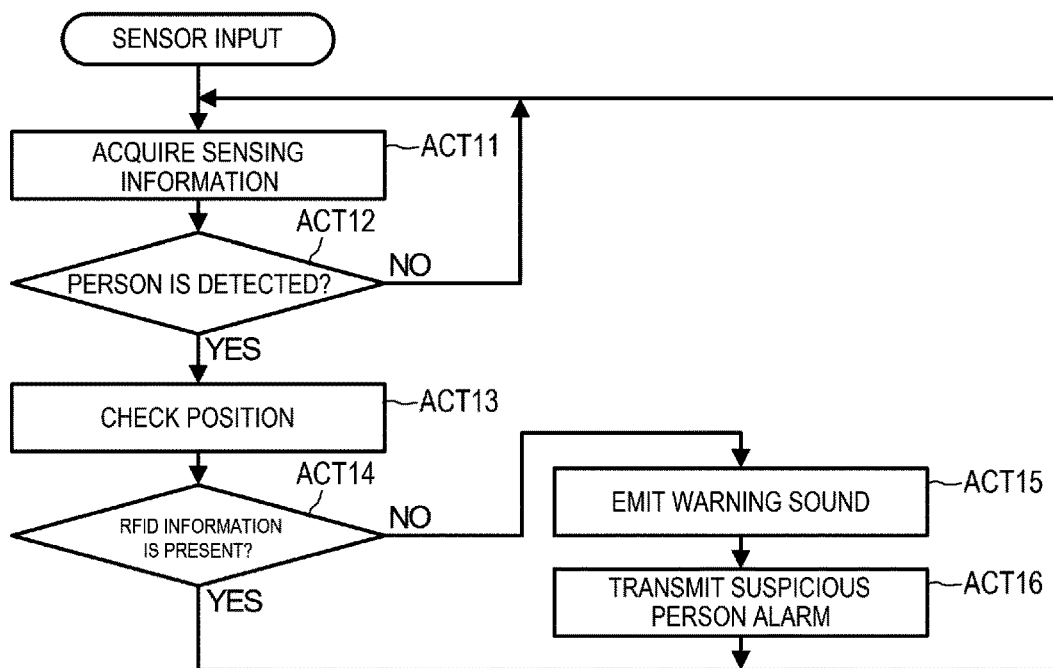 SENSOR INPUT
ACQUIRE SENSING
INFORMATION
ACT11
ACT12
PERSON IS DETECTED?
NO
YES
CHECK POSITION
ACT13
ACT14
RFID INFORMATION
IS PRESENT?
NO
YES
EMIT WARNING SOUND
ACT15
TRANSMIT SUSPICIOUS
PERSON ALARM
ACT16